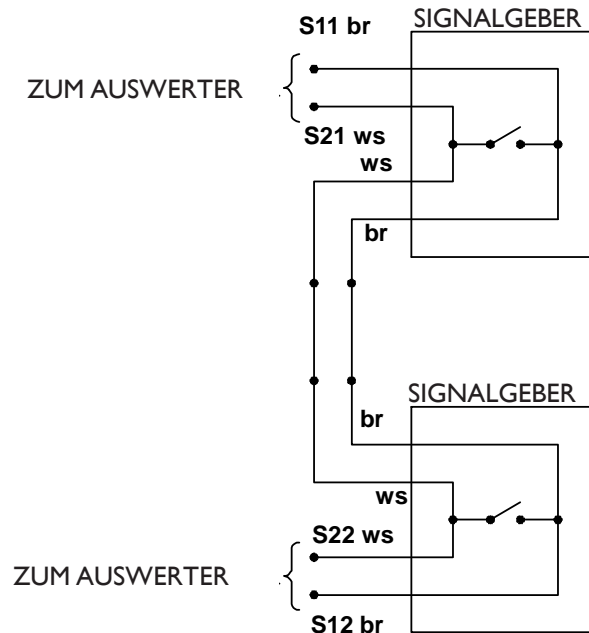 SIGNALGEBER
S11 br
ZUM AUSWERTER
S21 ws
ws
br
SIGNALGEBER
br
ws
S22 ws
ZUM AUSWERTER
S12 br